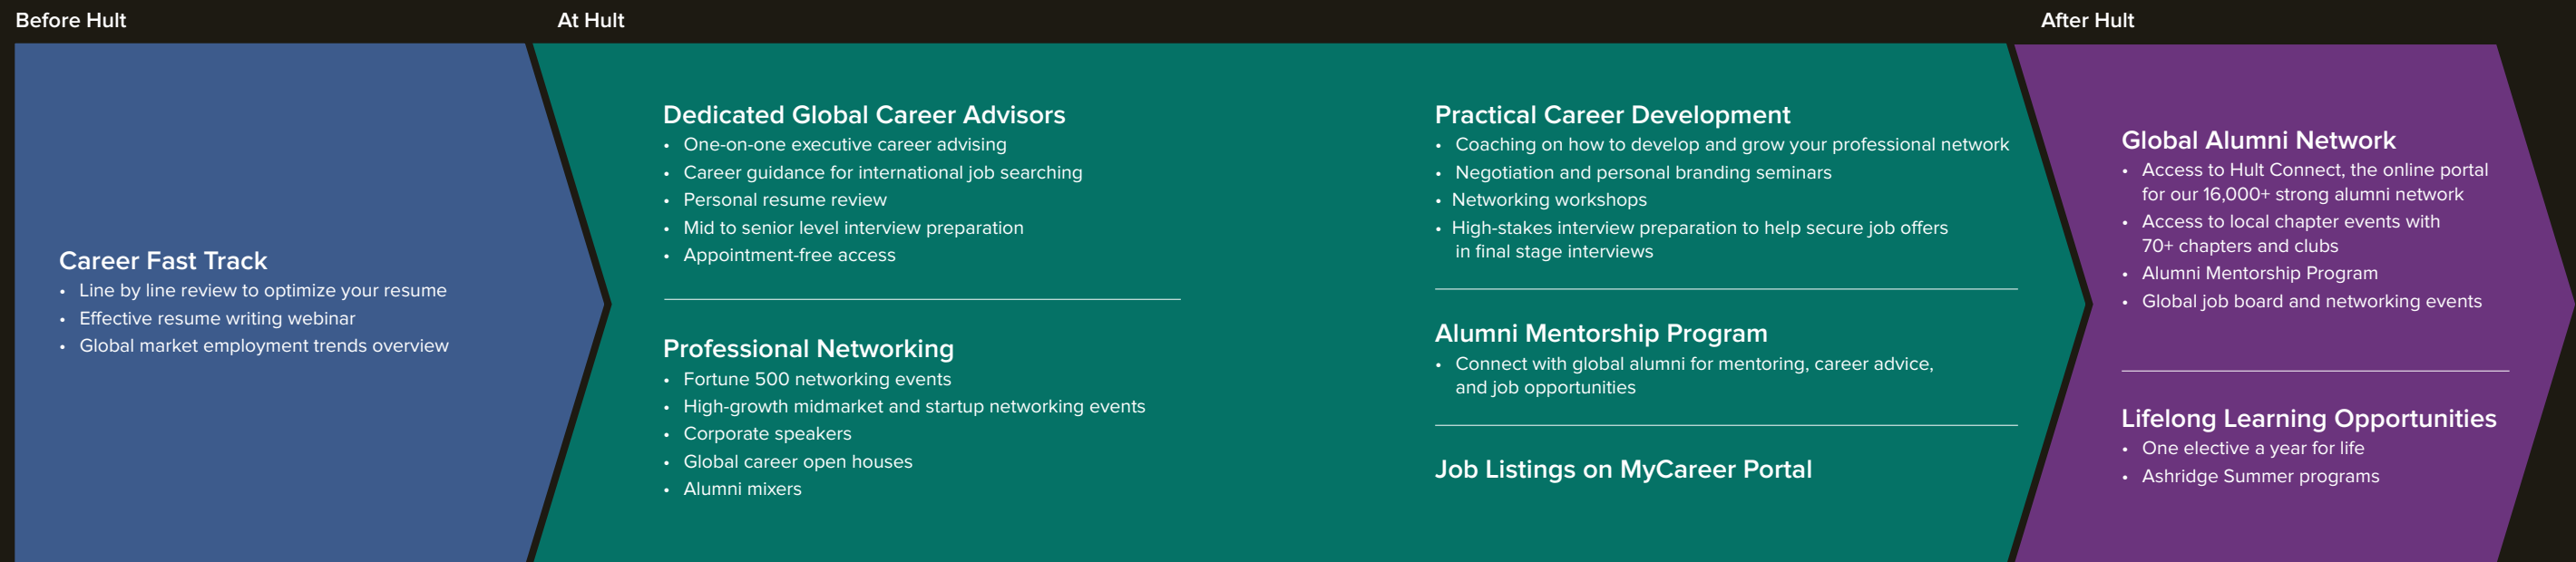 Before Hult
Career Fast Track
• Line by line review to optimize your resume
• Effective resume writing webinar
• Global market employment trends overview
At Hult
Dedicated Global Career Advisors
• One-on-one executive career advising
• Career guidance for international job searching
• Personal resume review
• Mid to senior level interview preparation
• Appointment-free access
Professional Networking
• Fortune 500 networking events
• High-growth midmarket and startup networking events
• Corporate speakers
• Global career open houses
• Alumni mixers
Practical Career Development
• Coaching on how to develop and grow your professional network
• Negotiation and personal branding seminars
• Networking workshops
• High-stakes interview preparation to help secure job offers
in final stage interviews
Alumni Mentorship Program
• Connect with global alumni for mentoring, career advice,
and job opportunities
Job Listings on MyCareer Portal
After Hult
Global Alumni Network
• Access to Hult Connect, the online portal
for our 16,000+ strong alumni network
• Access to local chapter events with
70+ chapters and clubs
• Alumni Mentorship Program
• Global job board and networking events
Lifelong Learning Opportunities
• One elective a year for life
• Ashridge Summer programs